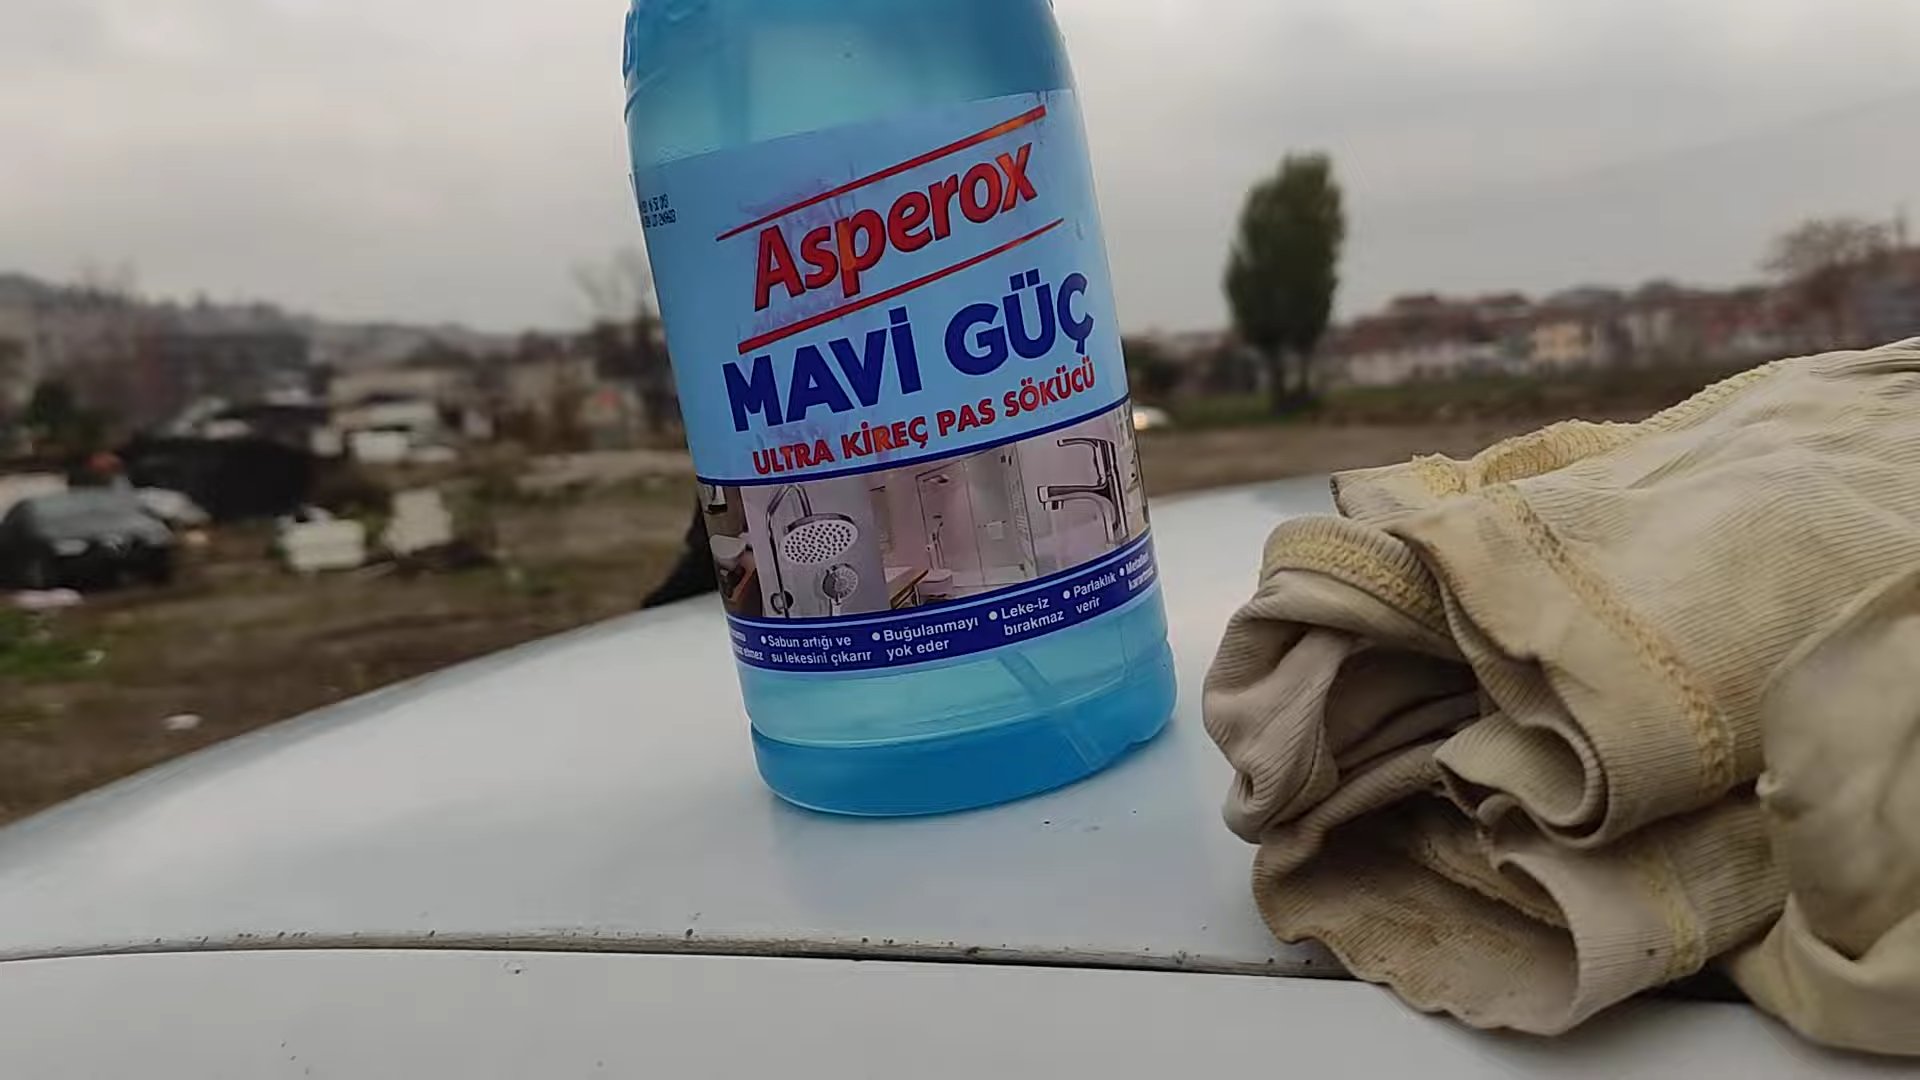 Asperox
MAVİ GÜÇ
ULTRA KİREÇ PAS SÖKÜCÜ
• Sabun artığı ve
su lekesini çıkarır
• Buğulanmayı
yok eder
• Leke-iz
bırakmaz
• Parlaklık
verir